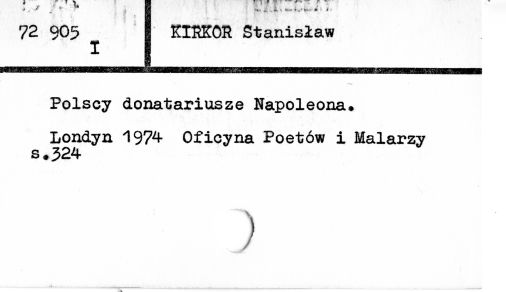 72 905 I KIRKOR Stanisław
Polscy donatariusze Napoleona.
Londyn 1974 Oficyna Poetów i Malarzy
s.324